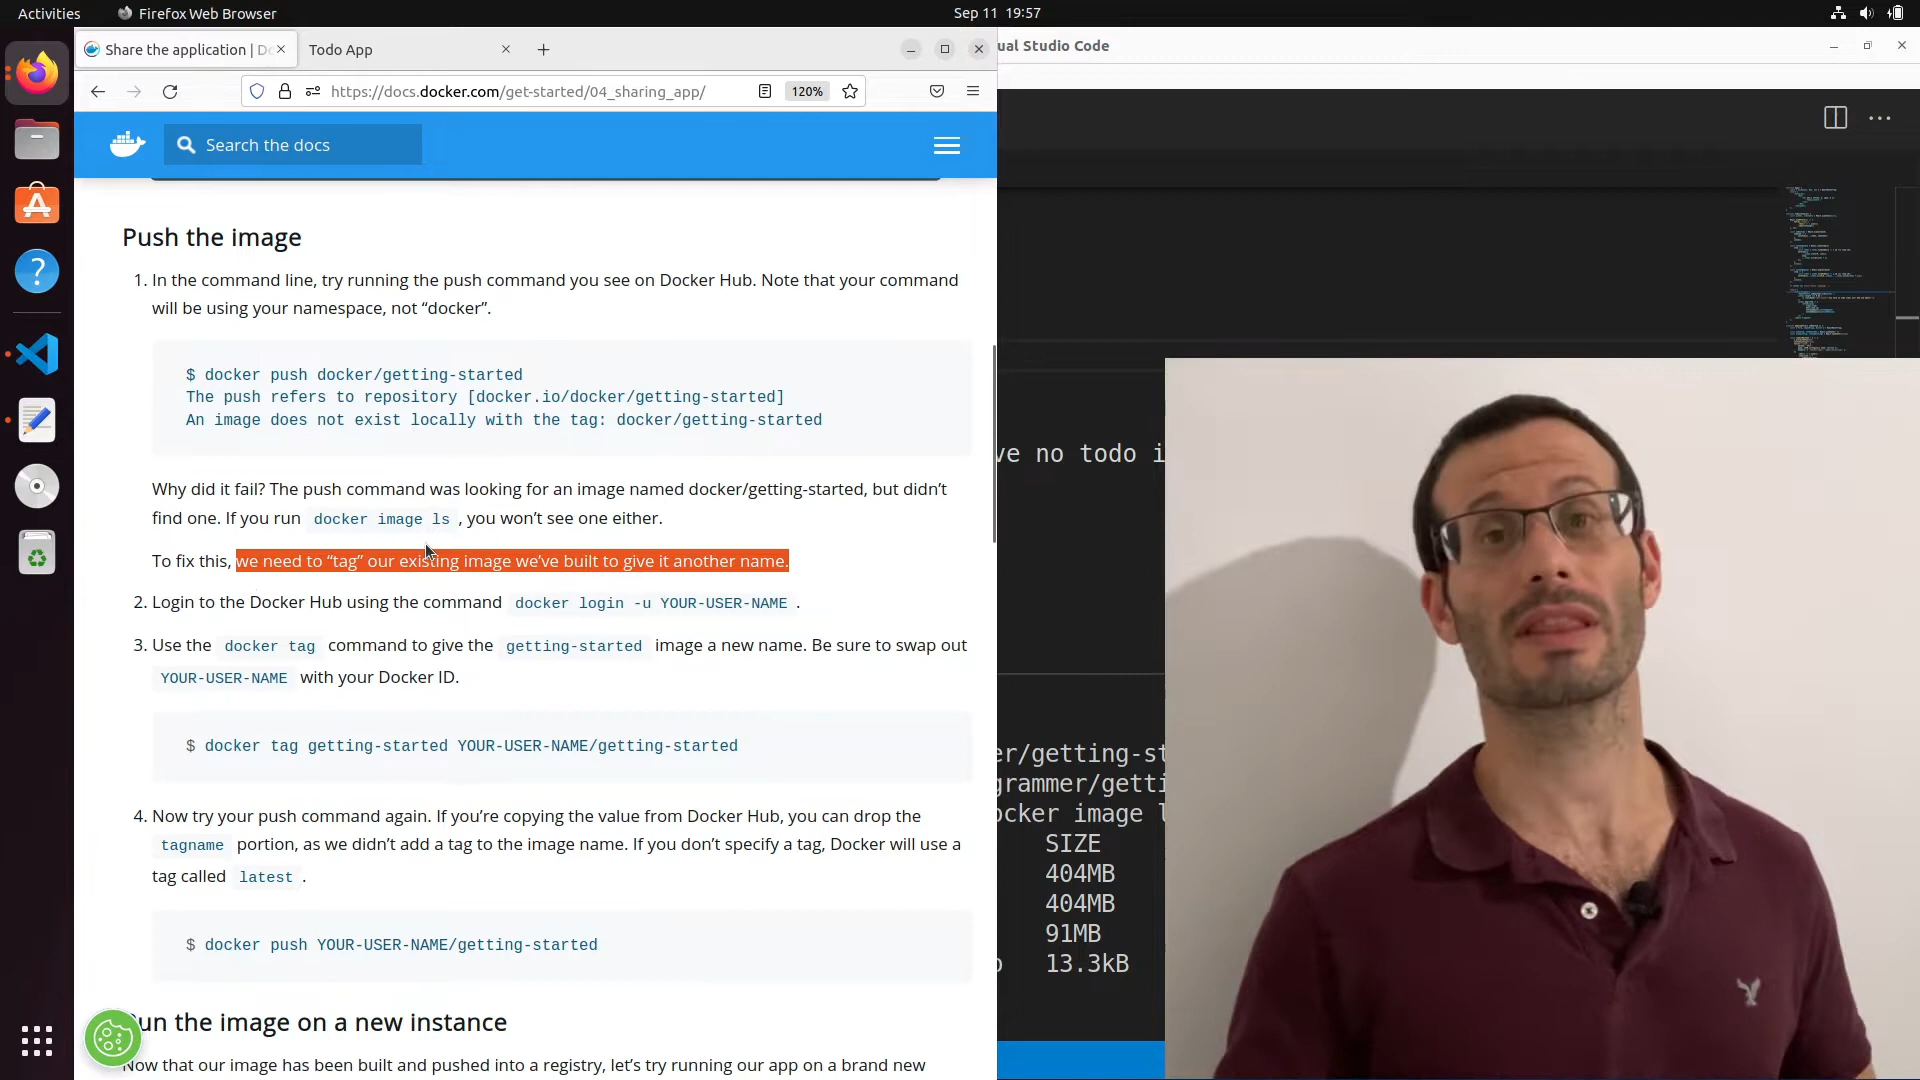 Activities
Firefox Web Browser
Sep 11 19:57
Share the application | D
Todo App
ual Studio Code
https://docs.docker.com/get-started/04_sharing_app/
120%
Search the docs
Push the image
1. In the command line, try running the push command you see on Docker Hub. Note that your command
will be using your namespace, not “docker”.
$ docker push docker/getting-started
The push refers to repository [docker.io/docker/getting-started]
An image does not exist locally with the tag: docker/getting-started
Why did it fail? The push command was looking for an image named docker/getting-started, but didn’t
find one. If you run docker image ls , you won’t see one either.
To fix this, we need to “tag” our existing image we’ve built to give it another name.
2. Login to the Docker Hub using the command docker login -u YOUR-USER-NAME .
3. Use the docker tag command to give the getting-started image a new name. Be sure to swap out
YOUR-USER-NAME with your Docker ID.
$ docker tag getting-started YOUR-USER-NAME/getting-started
4. Now try your push command again. If you’re copying the value from Docker Hub, you can drop the
tagname portion, as we didn’t add a tag to the image name. If you don’t specify a tag, Docker will use a
tag called latest .
$ docker push YOUR-USER-NAME/getting-started
un the image on a new instance
Now that our image has been built and pushed into a registry, let’s try running our app on a brand new
ve no todo i
er/getting-st
grammer/getti
ocker image l
SIZE
404MB
404MB
91MB
13.3kB